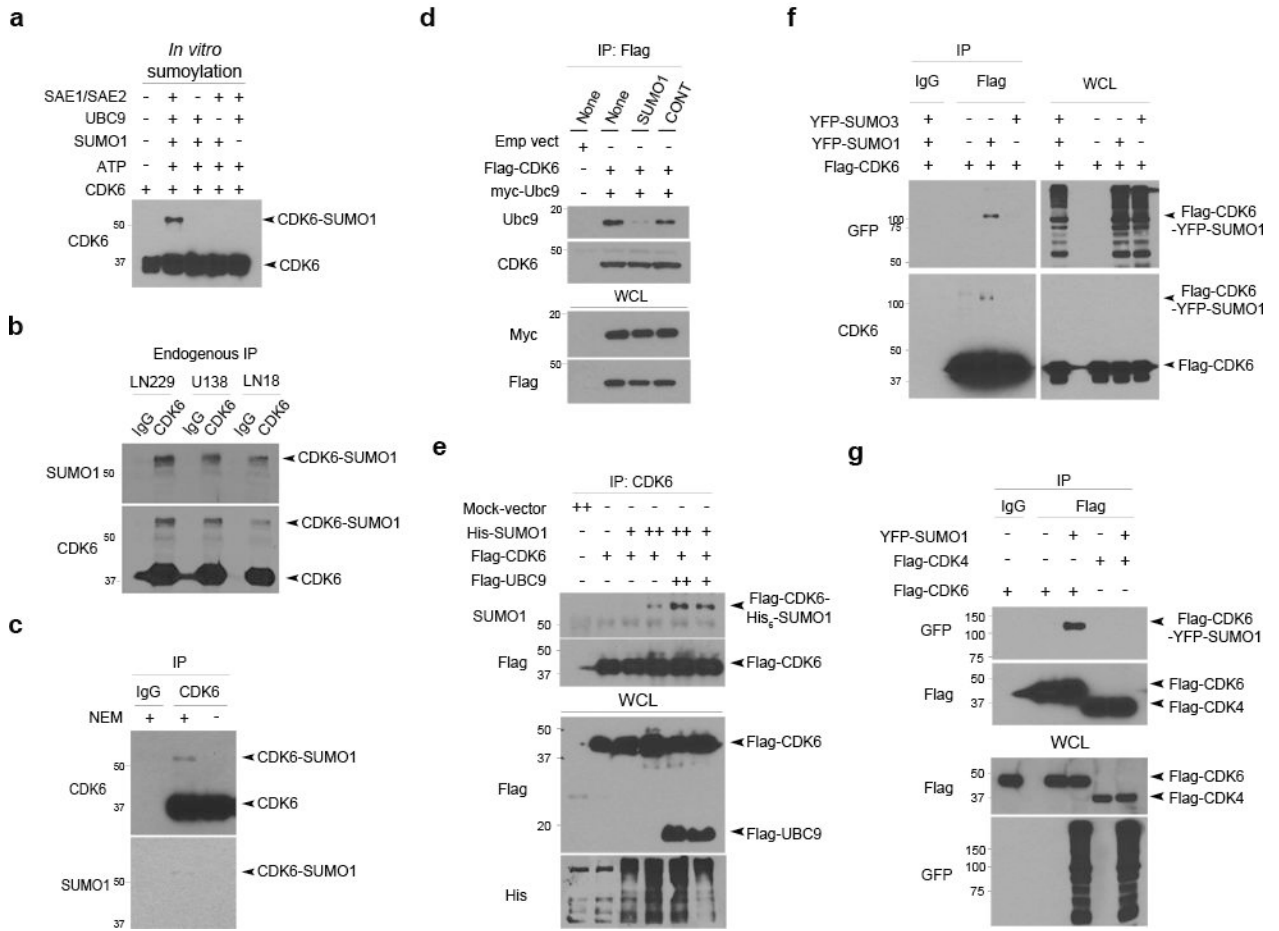 a
In vitro
sumoylation
SAE1/SAE2 - + - + +
UBC9 - + + - +
SUMO1 - + + + -
ATP - + + + +
CDK6 + + + + +
50
37
CDK6
CDK6-SUMO1
CDK6
b
Endogenous IP
LN229 U138 LN18
IgG CDK6 IgG CDK6 IgG CDK6
SUMO1 50
CDK6-SUMO1
CDK6
50
37
CDK6-SUMO1
CDK6
c
IP
IgG CDK6
NEM + + -
CDK6
50
37
CDK6-SUMO1
CDK6
SUMO1
50
37
CDK6-SUMO1
d
IP: Flag
None None SUMO1 CONT
Emp vect + - - -
Flag-CDK6 - + + +
myc-Ubc9 - + + +
Ubc9 20
CDK6 50
WCL
Myc 20
Flag 50
e
IP: CDK6
Mock-vector ++ - - - - -
His-SUMO1 - - + ++ ++ +
Flag-CDK6 - + + + + +
Flag-UBC9 ++ +
SUMO1 50
Flag-CDK6-
His6-SUMO1
Flag
50
37
Flag-CDK6
WCL
Flag
50
37
20
Flag-CDK6
Flag-UBC9
His
f
IP
IgG Flag WCL
YFP-SUMO3 + - - + + - - +
YFP-SUMO1 + - + - + - + -
Flag-CDK6 + + + + + + + +
GFP
100
75
50
Flag-CDK6
-YFP-SUMO1
CDK6
100
50
37
Flag-CDK6
-YFP-SUMO1
Flag-CDK6
g
IP
IgG Flag
YFP-SUMO1 - - + - +
Flag-CDK4 - - - + +
Flag-CDK6 + + + - -
GFP
150
100
75
Flag-CDK6
-YFP-SUMO1
Flag
50
37
Flag-CDK6
Flag-CDK4
WCL
Flag
50
37
Flag-CDK6
Flag-CDK4
GFP
150
100
75